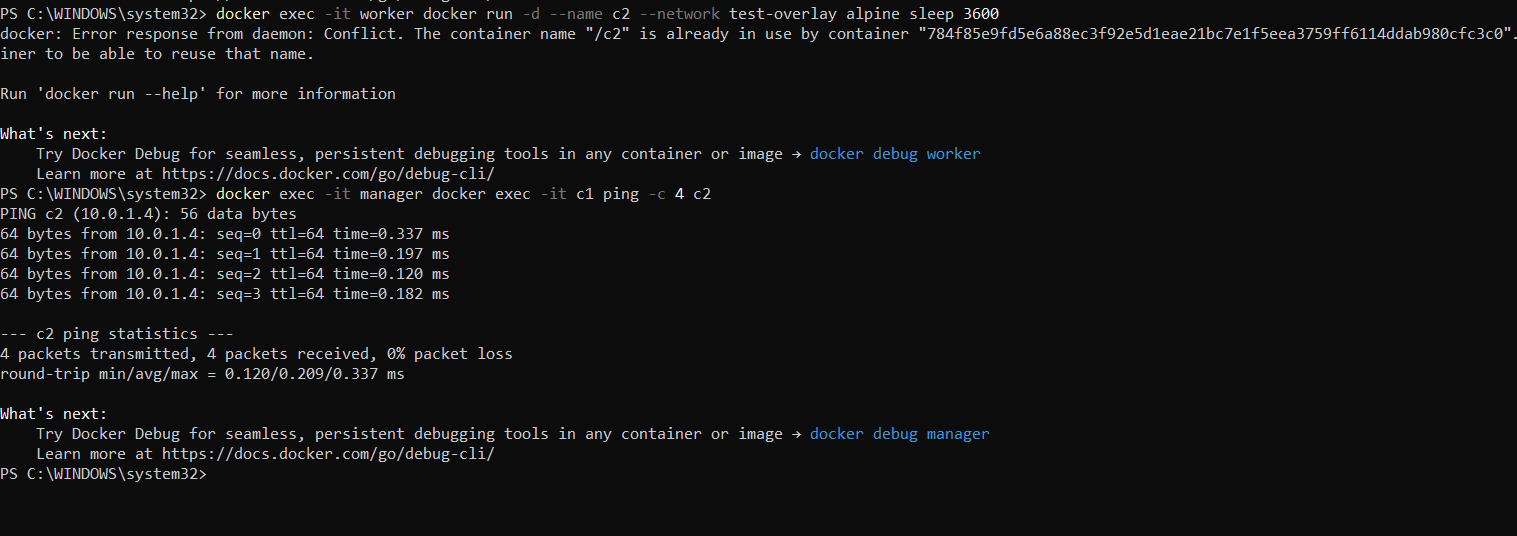 PS C:\WINDOWS\system32> docker exec -it worker docker run -d --name c2 --network test-overlay alpine sleep 3600
docker: Error response from daemon: Conflict. The container name "/c2" is already in use by container "784f85e9fd5e6a88ec3f92e5d1eae21bc7e1f5eea3759ff6114ddab980cfc3c0".
iner to be able to reuse that name.
Run 'docker run --help' for more information
What's next:
Try Docker Debug for seamless, persistent debugging tools in any container or image → docker debug worker
Learn more at https://docs.docker.com/go/debug-cli/
PS C:\WINDOWS\system32> docker exec -it manager docker exec -it c1 ping -c 4 c2
PING c2 (10.0.1.4): 56 data bytes
64 bytes from 10.0.1.4: seq=0 ttl=64 time=0.337 ms
64 bytes from 10.0.1.4: seq=1 ttl=64 time=0.197 ms
64 bytes from 10.0.1.4: seq=2 ttl=64 time=0.120 ms
64 bytes from 10.0.1.4: seq=3 ttl=64 time=0.182 ms
--- c2 ping statistics ---
4 packets transmitted, 4 packets received, 0% packet loss
round-trip min/avg/max = 0.120/0.209/0.337 ms
What's next:
Try Docker Debug for seamless, persistent debugging tools in any container or image → docker debug manager
Learn more at https://docs.docker.com/go/debug-cli/
PS C:\WINDOWS\system32>